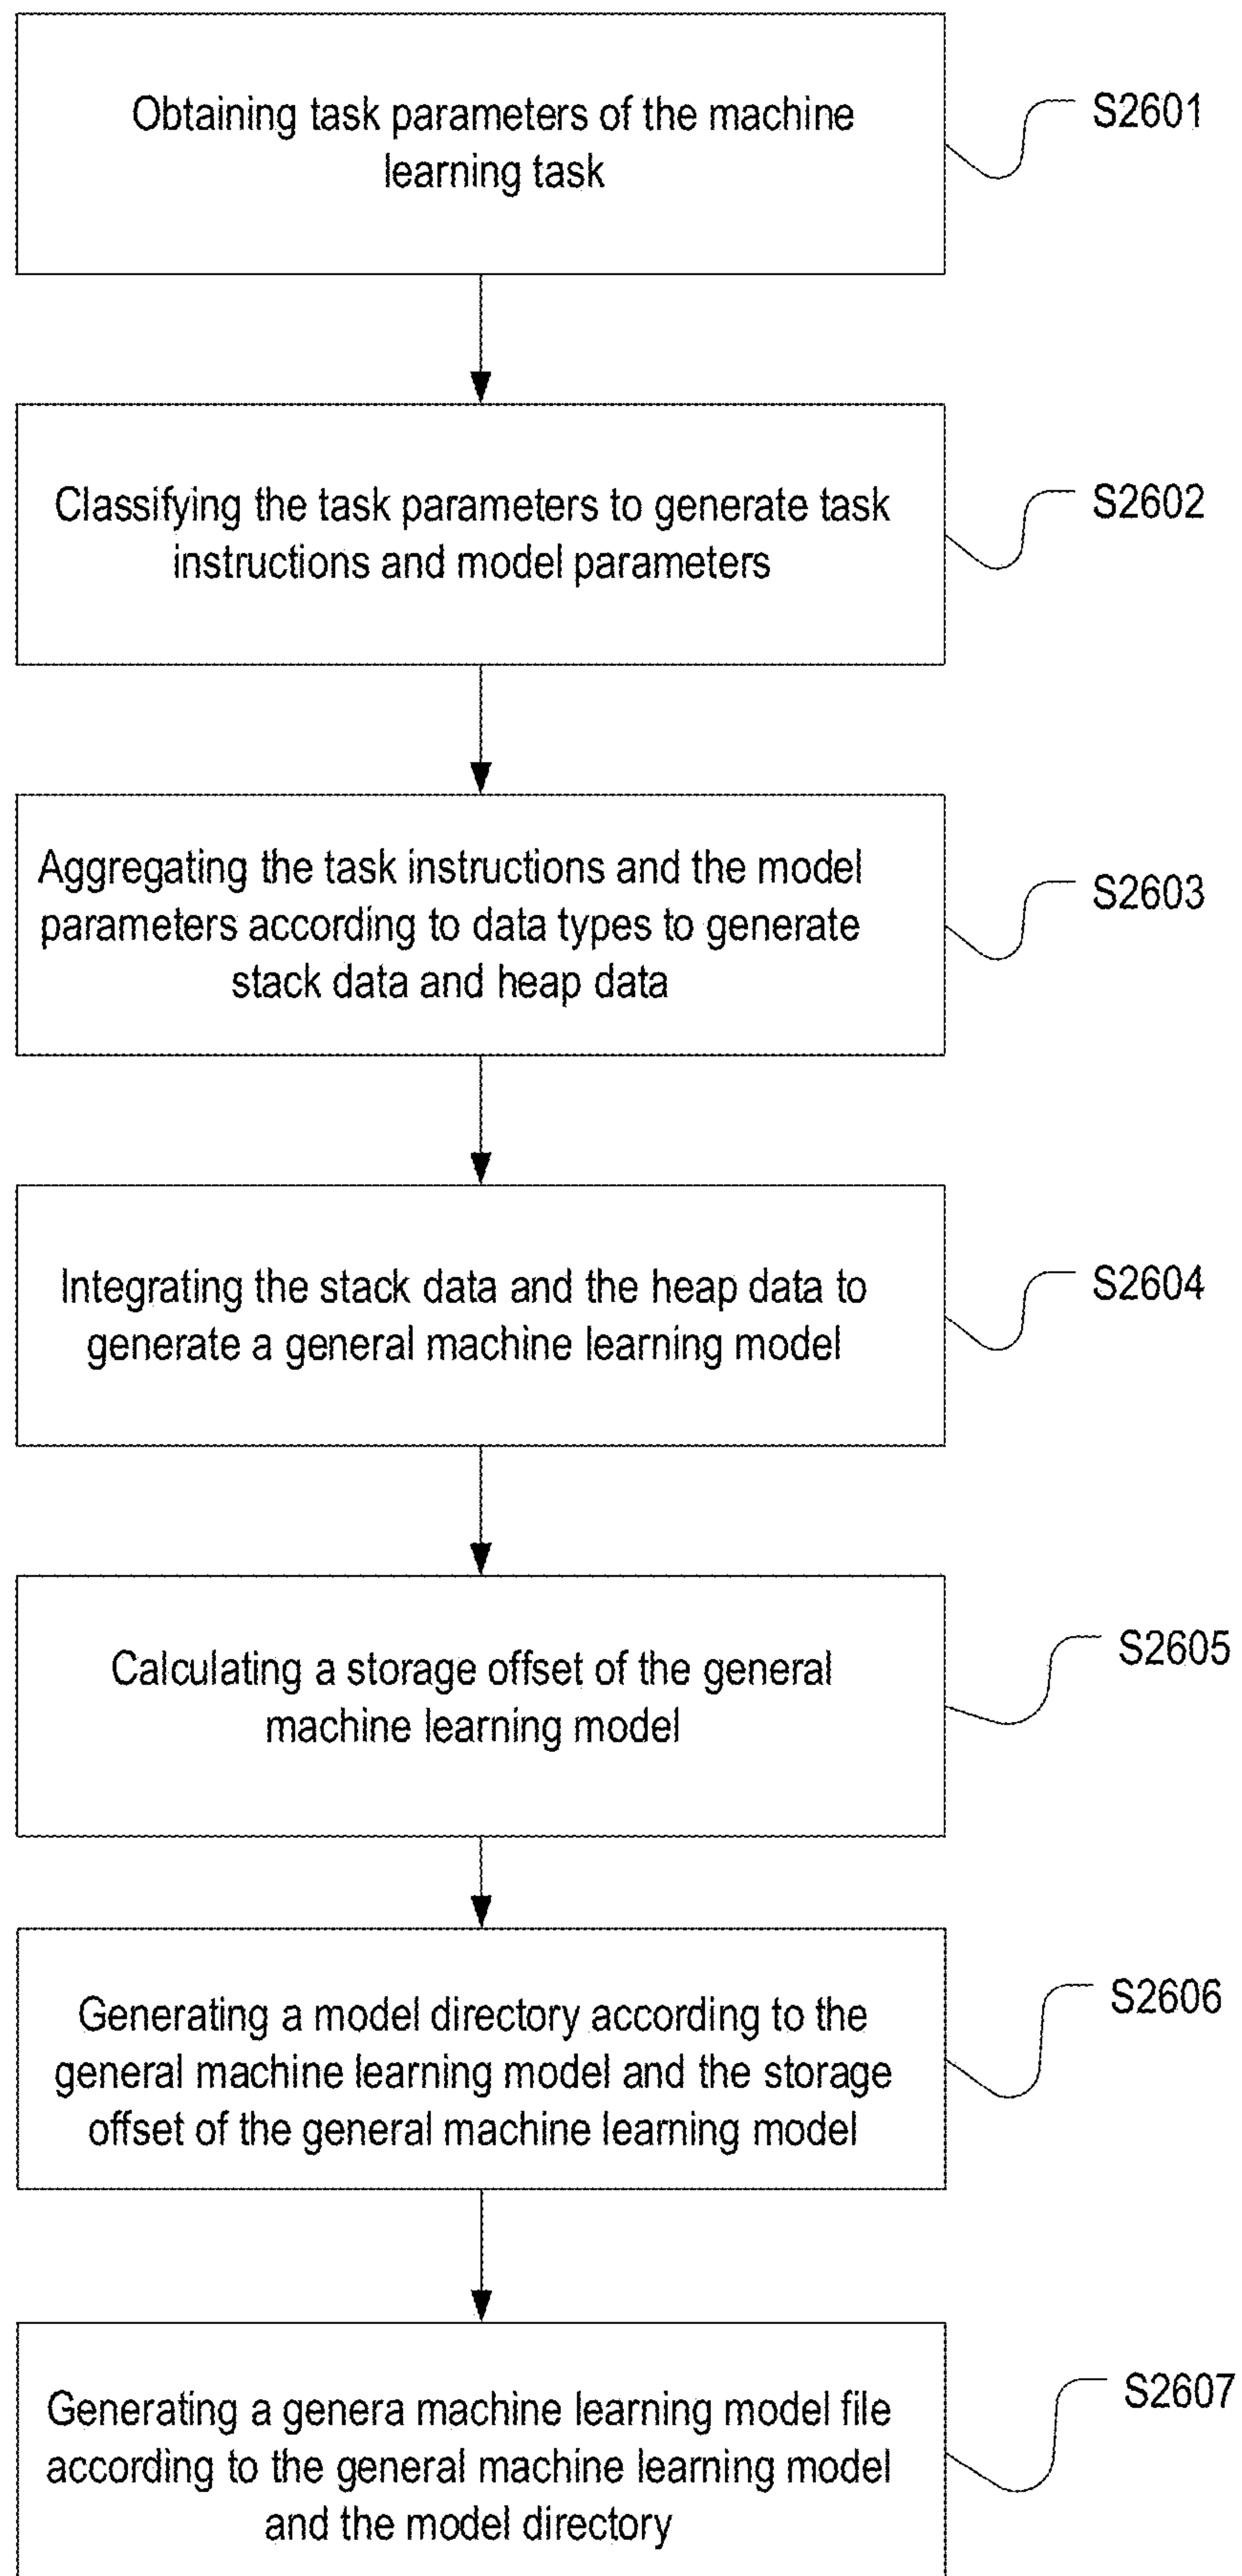 Obtaining task parameters of the machine
learning task
S2601
Classifying the task parameters to generate task
instructions and model parameters
S2602
Aggregating the task instructions and the model
parameters according to data types to generate
stack data and heap data
S2603
Integrating the stack data and the heap data to
generate a general machine learning model
S2604
Calculating a storage offset of the general
machine learning model
S2605
Generating a model directory according to the
general machine learning model and the storage
offset of the general machine learning model
S2606
Generating a genera machine learning model file
according to the general machine learning model
and the model directory
S2607